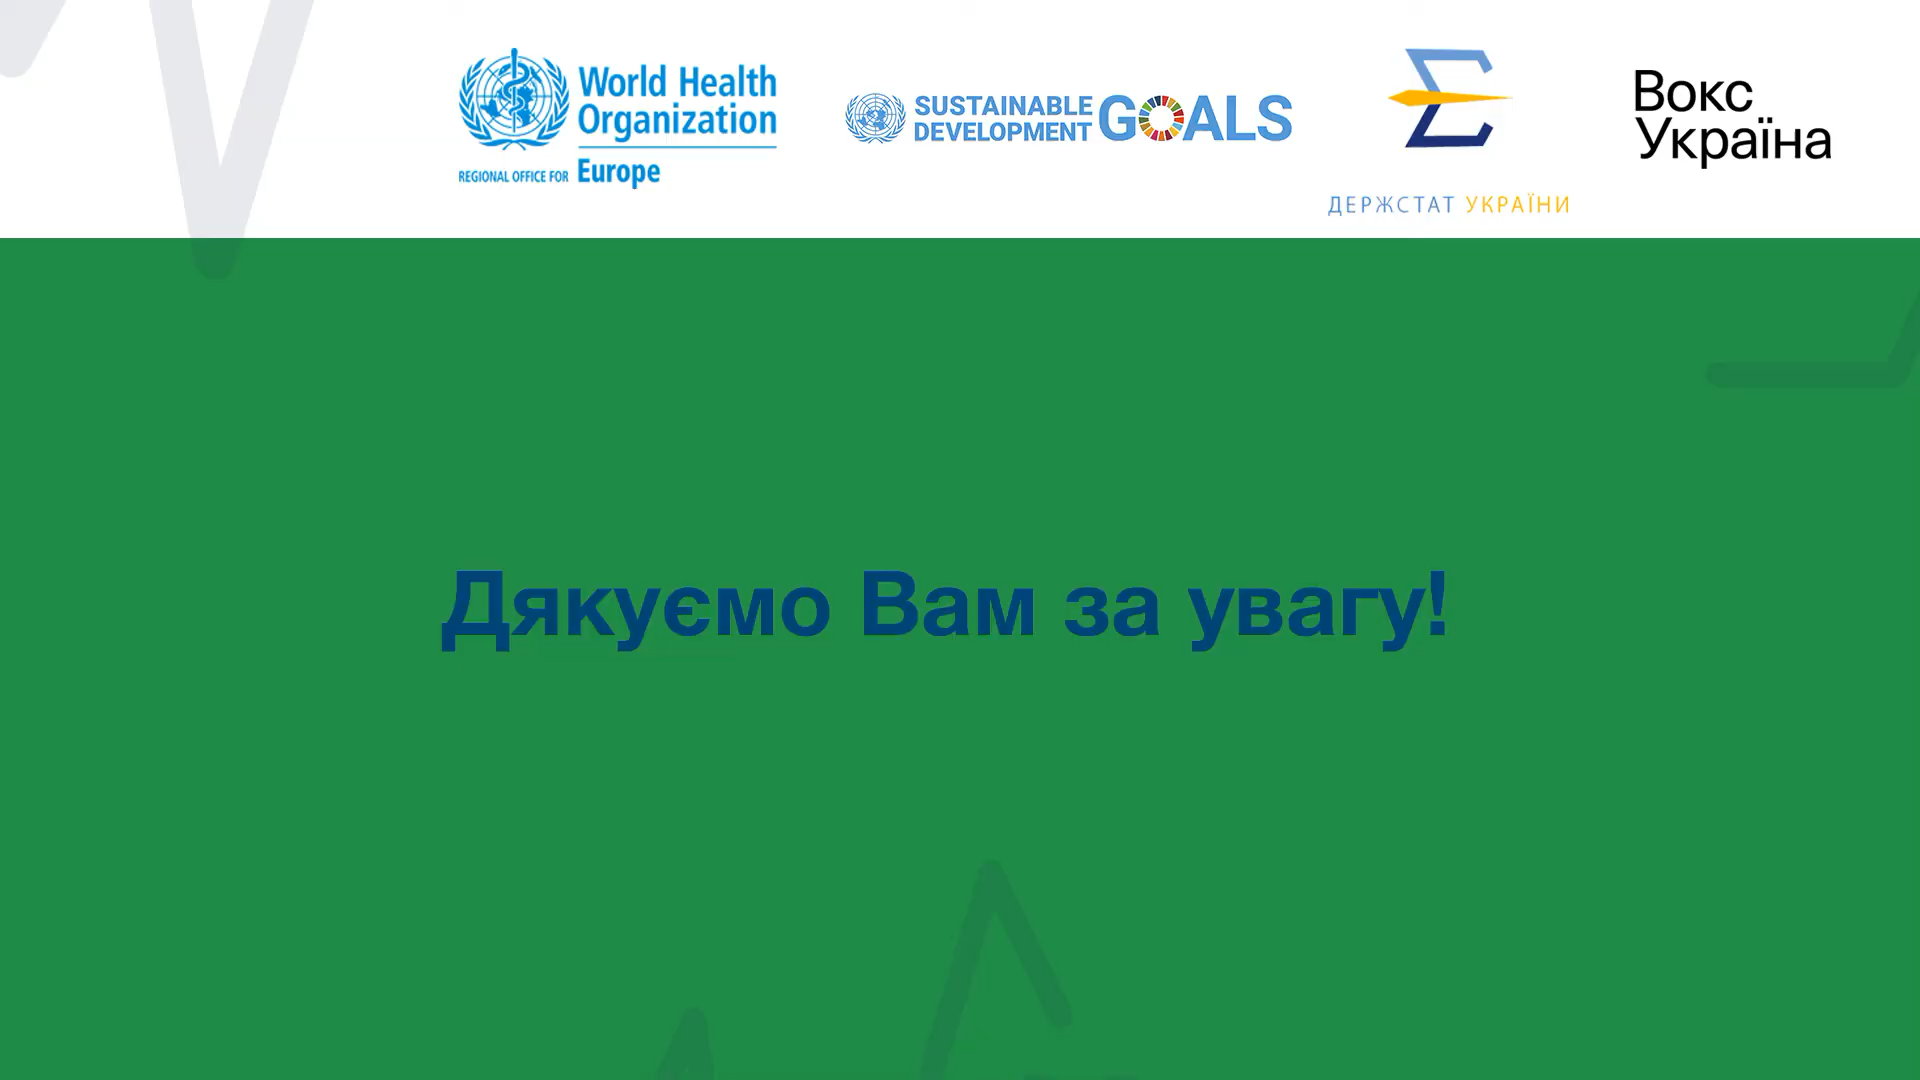 World Health
Organization
REGIONAL OFFICE FOR Europe
SUSTAINABLE
DEVELOPMENT GOALS
ДЕРЖСТАТ УКРАЇНИ
Вокс
Україна
Дякуємо Вам за увагу!